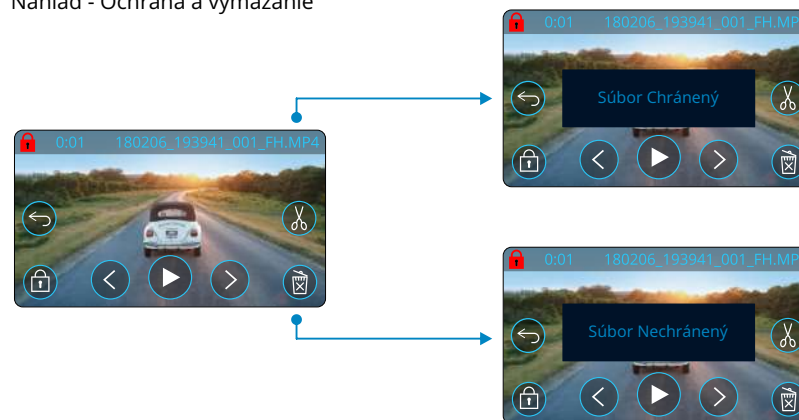 Náhľad - Ochrana a vymazanie
0:01 180206_193941_001_FH.MP4
0:01 180206_193941_001_FH.MP
Súbor Chránený
0:01 180206_193941_001_FH.MP
Súbor Nechránený